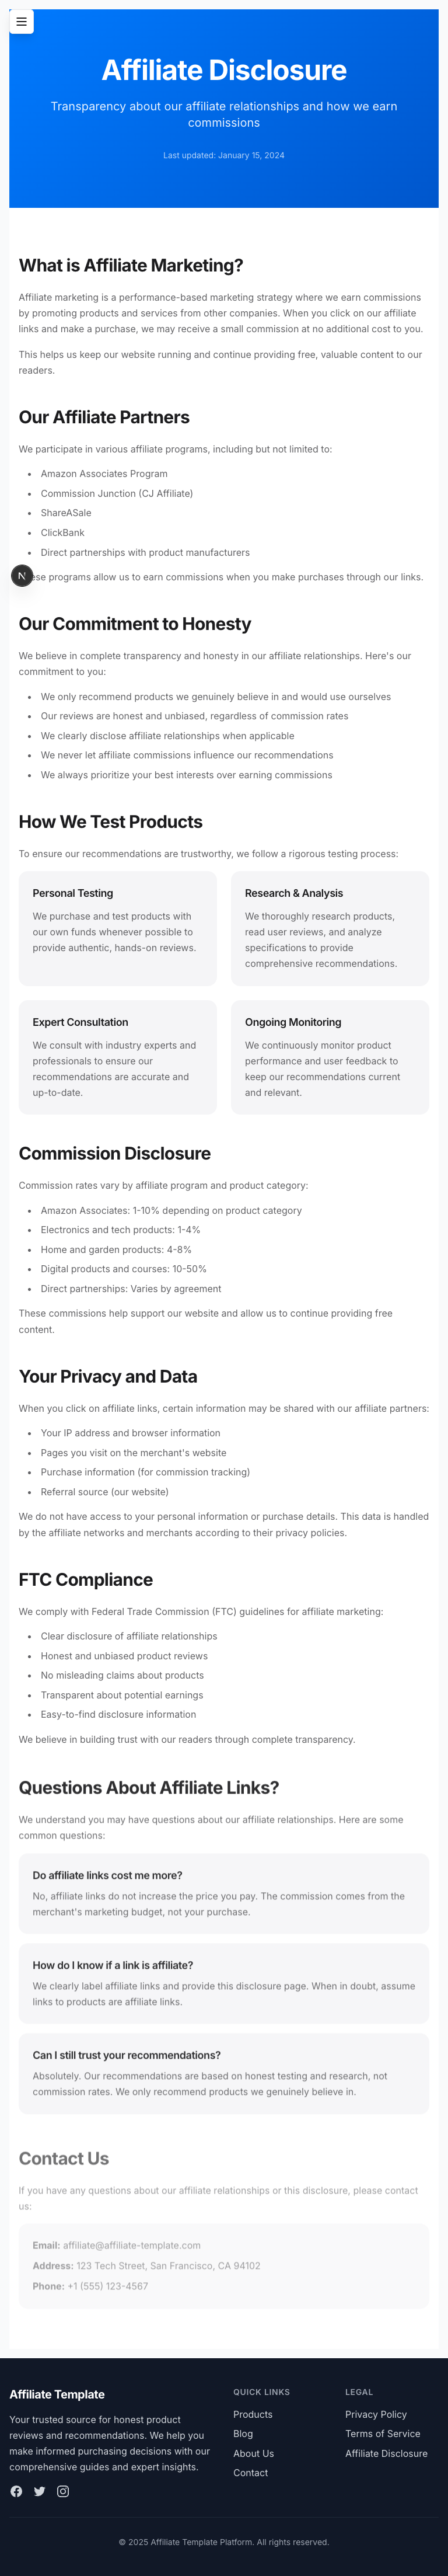 Affiliate Disclosure
Transparency about our affiliate relationships and how we earn
commissions
Last updated: January 15, 2024
What is Affiliate Marketing?
Affiliate marketing is a performance-based marketing strategy where we earn commissions
by promoting products and services from other companies. When you click on our affiliate
links and make a purchase, we may receive a small commission at no additional cost to you.
This helps us keep our website running and continue providing free, valuable content to our
readers.
Our Affiliate Partners
We participate in various affiliate programs, including but not limited to:
• Amazon Associates Program
• Commission Junction (CJ Affiliate)
• ShareASale
• ClickBank
• Direct partnerships with product manufacturers
N
ese programs allow us to earn commissions when you make purchases through our links.
Our Commitment to Honesty
We believe in complete transparency and honesty in our affiliate relationships. Here's our
commitment to you:
• We only recommend products we genuinely believe in and would use ourselves
• Our reviews are honest and unbiased, regardless of commission rates
• We clearly disclose affiliate relationships when applicable
• We never let affiliate commissions influence our recommendations
• We always prioritize your best interests over earning commissions
How We Test Products
To ensure our recommendations are trustworthy, we follow a rigorous testing process:
Personal Testing
We purchase and test products with
our own funds whenever possible to
provide authentic, hands-on reviews.
Research & Analysis
We thoroughly research products,
read user reviews, and analyze
specifications to provide
comprehensive recommendations.
Expert Consultation
We consult with industry experts and
professionals to ensure our
recommendations are accurate and
up-to-date.
Ongoing Monitoring
We continuously monitor product
performance and user feedback to
keep our recommendations current
and relevant.
Commission Disclosure
Commission rates vary by affiliate program and product category:
• Amazon Associates: 1-10% depending on product category
• Electronics and tech products: 1-4%
• Home and garden products: 4-8%
• Digital products and courses: 10-50%
• Direct partnerships: Varies by agreement
These commissions help support our website and allow us to continue providing free
content.
Your Privacy and Data
When you click on affiliate links, certain information may be shared with our affiliate partners:
• Your IP address and browser information
• Pages you visit on the merchant's website
• Purchase information (for commission tracking)
• Referral source (our website)
We do not have access to your personal information or purchase details. This data is handled
by the affiliate networks and merchants according to their privacy policies.
FTC Compliance
We comply with Federal Trade Commission (FTC) guidelines for affiliate marketing:
• Clear disclosure of affiliate relationships
• Honest and unbiased product reviews
• No misleading claims about products
• Transparent about potential earnings
• Easy-to-find disclosure information
We believe in building trust with our readers through complete transparency.
Questions About Affiliate Links?
We understand you may have questions about our affiliate relationships. Here are some
common questions:
Do affiliate links cost me more?
No, affiliate links do not increase the price you pay. The commission comes from the
merchant's marketing budget, not your purchase.
How do I know if a link is affiliate?
We clearly label affiliate links and provide this disclosure page. When in doubt, assume
links to products are affiliate links.
Can I still trust your recommendations?
Absolutely. Our recommendations are based on honest testing and research, not
commission rates. We only recommend products we genuinely believe in.
Contact Us
If you have any questions about our affiliate relationships or this disclosure, please contact
us:
Email: affiliate@affiliate-template.com
Address: 123 Tech Street, San Francisco, CA 94102
Phone: +1 (555) 123-4567
Affiliate Template
Your trusted source for honest product
reviews and recommendations. We help you
make informed purchasing decisions with our
comprehensive guides and expert insights.
QUICK LINKS
Products
Blog
About Us
Contact
LEGAL
Privacy Policy
Terms of Service
Affiliate Disclosure
© 2025 Affiliate Template Platform. All rights reserved.